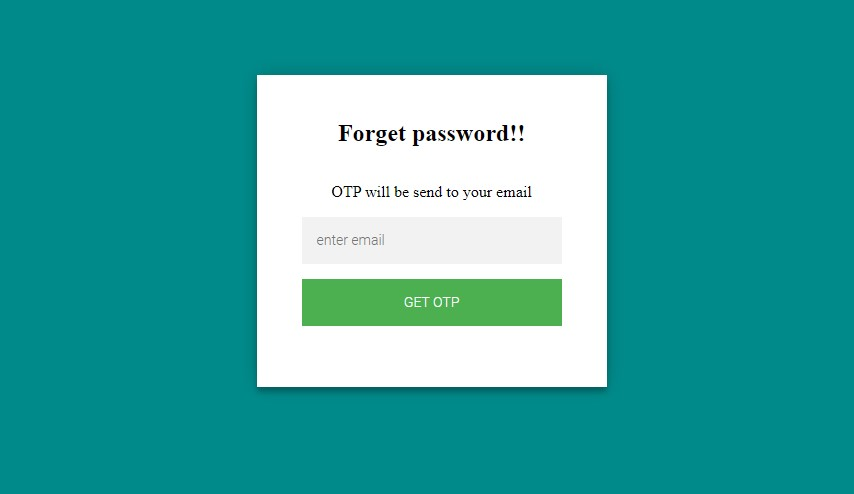 Forget password!!
OTP will be send to your email
enter email
GET OTP